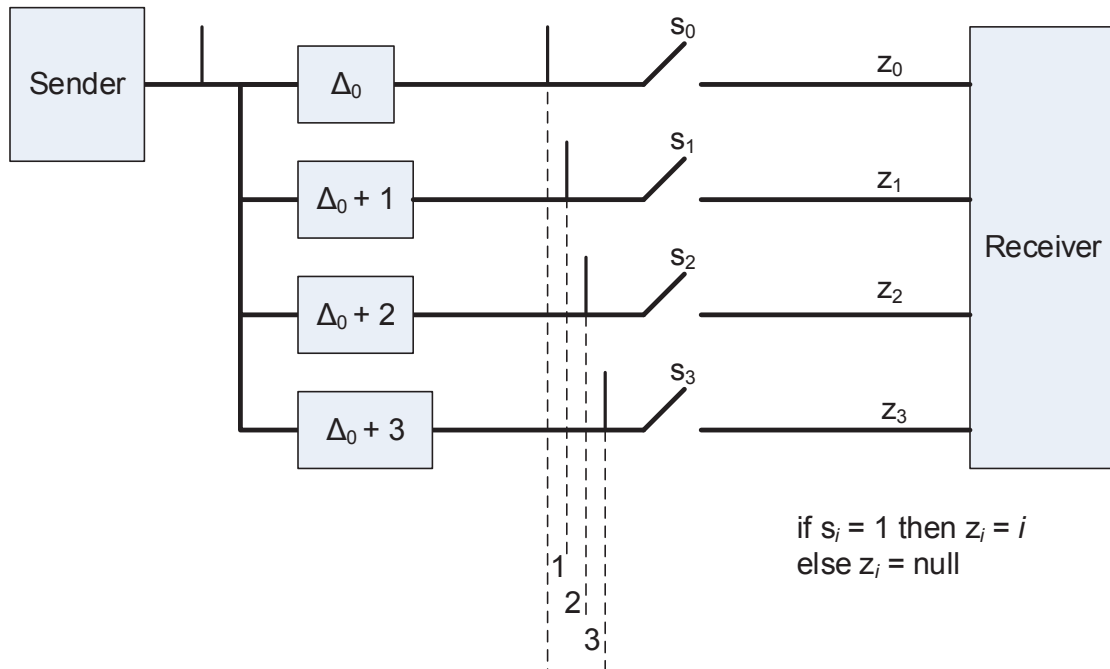 Sender
Δ₀
s₀
z₀
Δ₀ + 1
s₁
z₁
Receiver
Δ₀ + 2
s₂
z₂
Δ₀ + 3
s₃
z₃
if sᵢ = 1 then zᵢ = i
else zᵢ = null
1
2
3